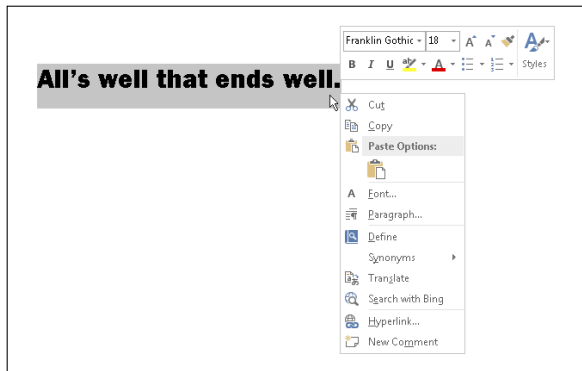 Franklin Gothic 18 A A
B I U aby A Styles
All's well that ends well.
Cut
Copy
Paste Options:
A Font...
Paragraph...
Define
Synonyms
Translate
Search with Bing
Hyperlink...
New Comment